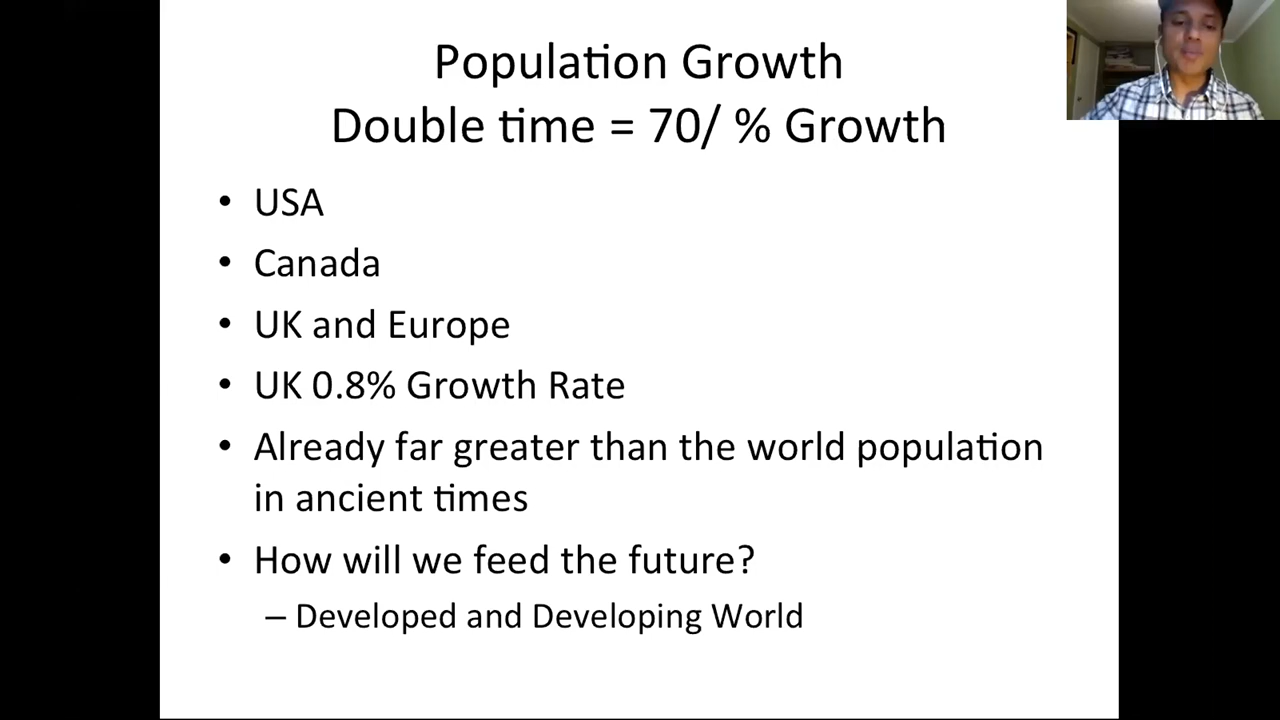 Population Growth
Double time = 70/ % Growth
• USA
• Canada
• UK and Europe
• UK 0.8% Growth Rate
• Already far greater than the world population
in ancient times
• How will we feed the future?
– Developed and Developing World